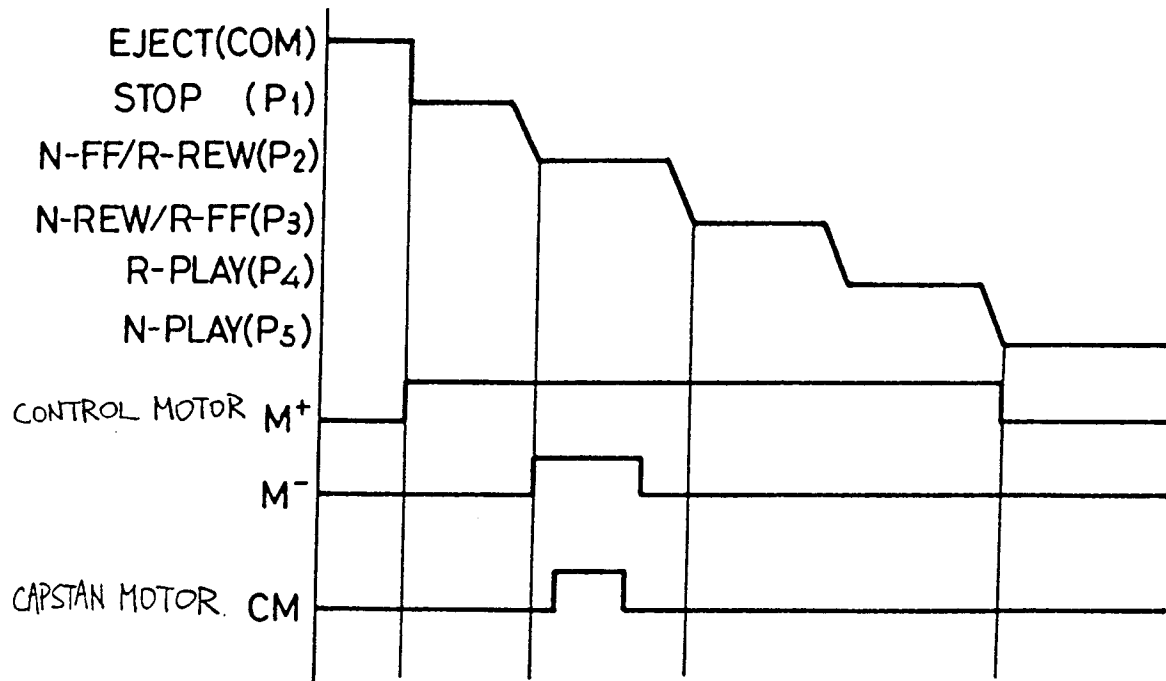 EJECT(COM)
STOP (P1)
N-FF/R-REW(P2)
N-REW/R-FF(P3)
R-PLAY(P4)
N-PLAY(P5)
CONTROL MOTOR M+
M-
CAPSTAN MOTOR. CM